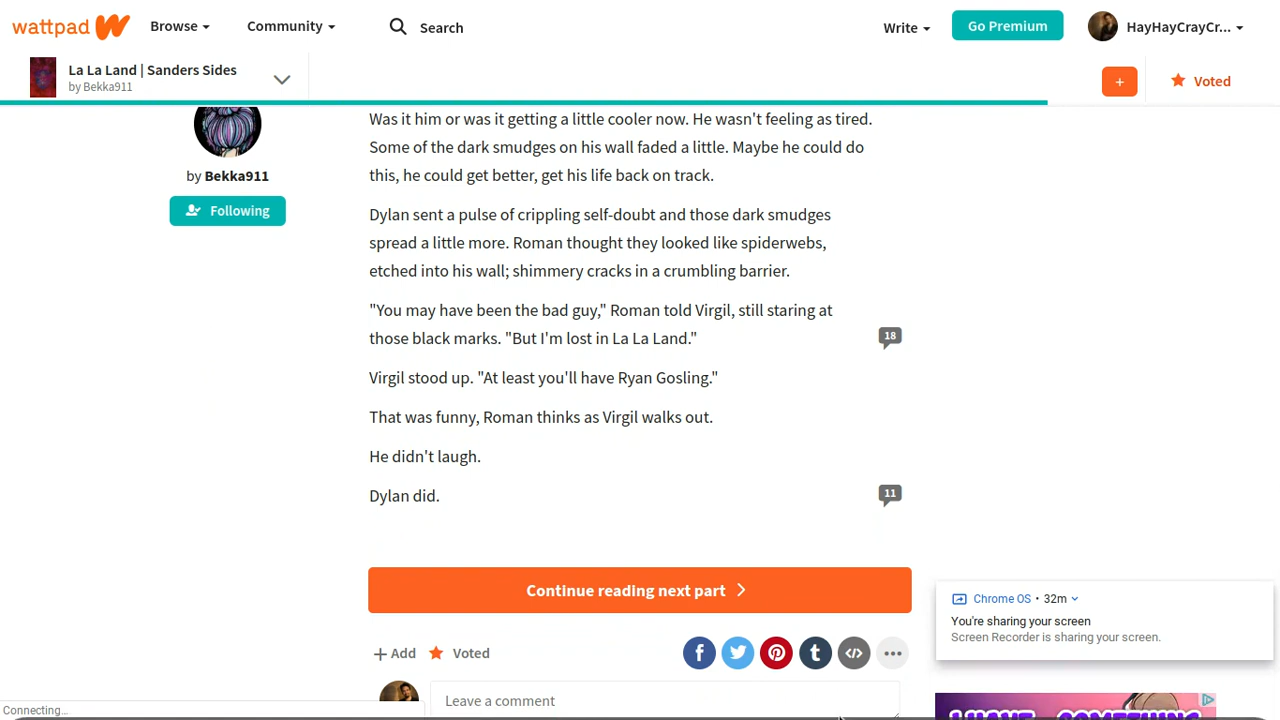 wattpad Browse Community Search Write Go Premium HayHayCrayCr...
La La Land | Sanders Sides
by Bekka911
+ Voted
Was it him or was it getting a little cooler now. He wasn't feeling as tired.
Some of the dark smudges on his wall faded a little. Maybe he could do
this, he could get better, get his life back on track.
by Bekka911
Following
Dylan sent a pulse of crippling self-doubt and those dark smudges
spread a little more. Roman thought they looked like spiderwebs,
etched into his wall; shimmery cracks in a crumbling barrier.
"You may have been the bad guy," Roman told Virgil, still staring at
those black marks. "But I'm lost in La La Land."
18
Virgil stood up. "At least you'll have Ryan Gosling."
That was funny, Roman thinks as Virgil walks out.
He didn't laugh.
Dylan did.
11
Continue reading next part
Chrome OS • 32m
You're sharing your screen
Screen Recorder is sharing your screen.
+ Add Voted
Leave a comment
Connecting...
I HAVE SOMETHING